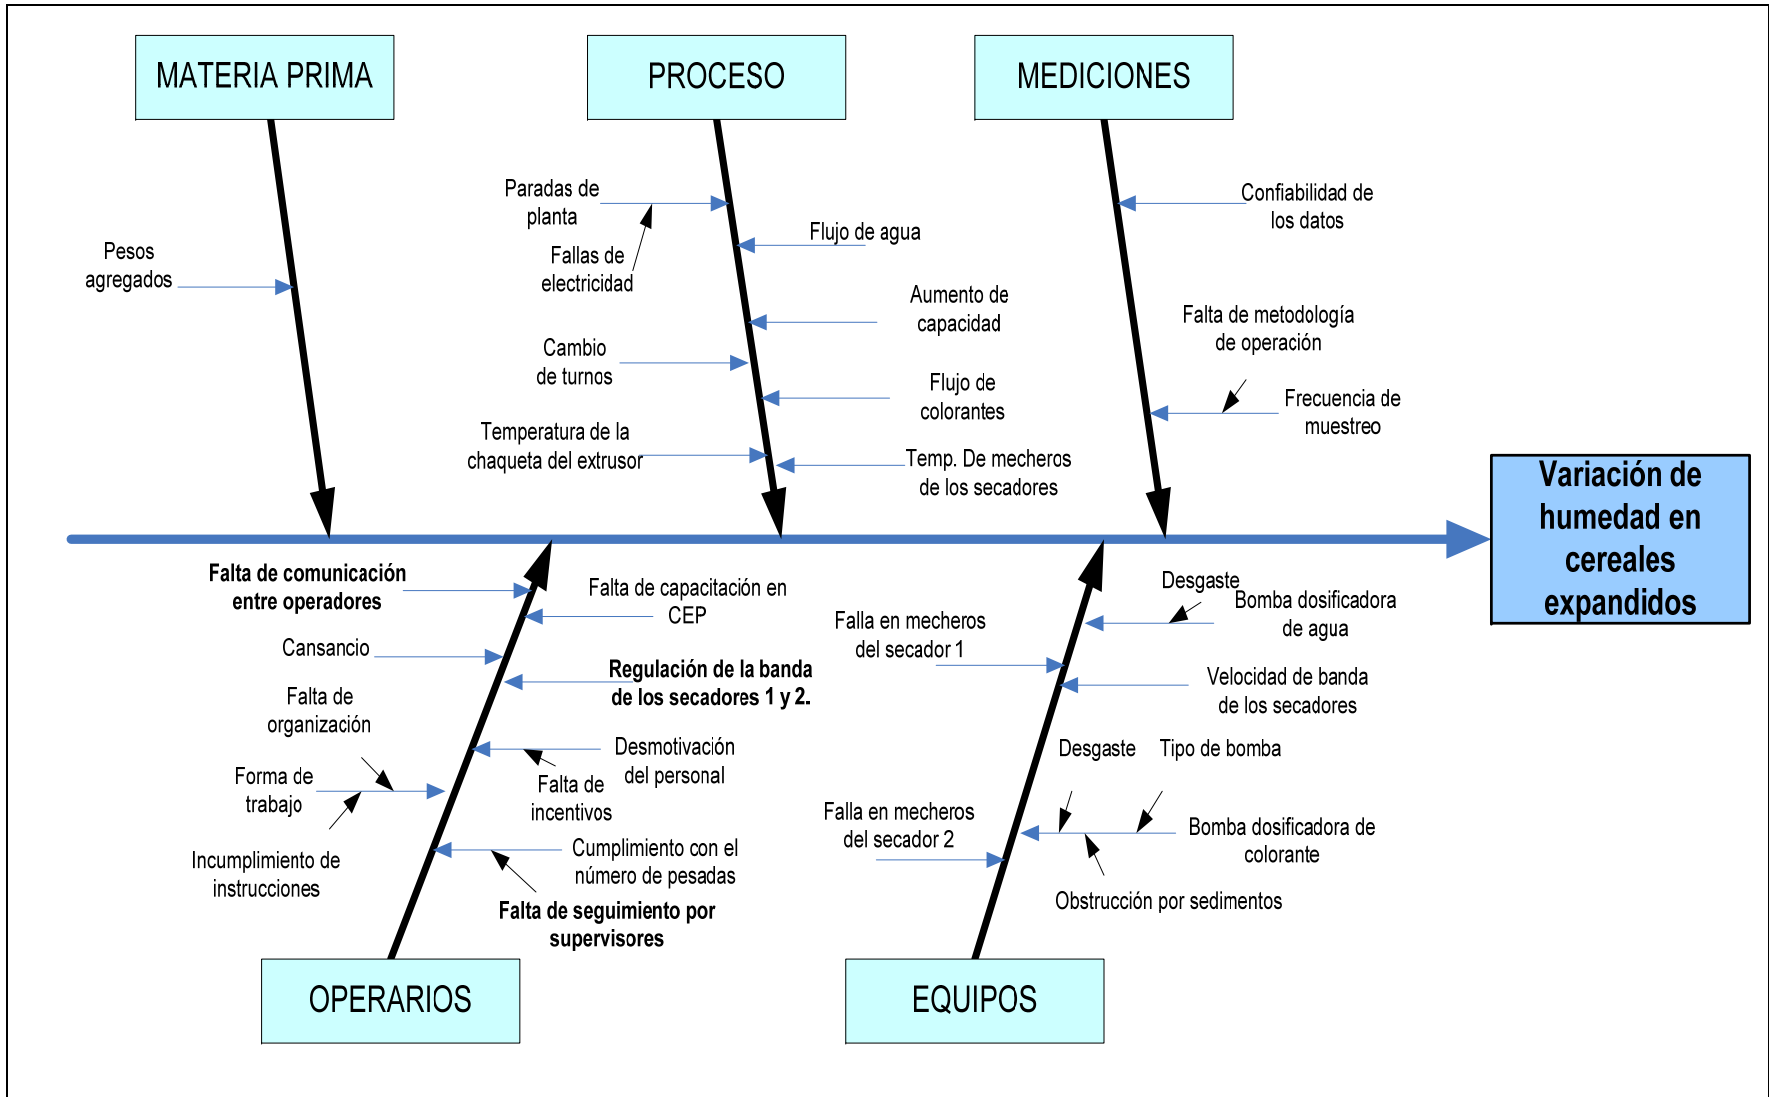 MATERIA PRIMA
PROCESO
MEDICIONES
Pesos
agregados
Paradas de
planta
Fallas de
electricidad
Flujo de agua
Aumento de
capacidad
Cambio
de turnos
Flujo de
colorantes
Temperatura de la
chaqueta del extrusor
Temp. De mecheros
de los secadores
Confiabilidad de
los datos
Falta de metodología
de operación
Frecuencia de
muestreo
Variación de
humedad en
cereales
expandidos
Falta de comunicación
entre operadores
Falta de capacitación en
CEP
Cansancio
Regulación de la banda
de los secadores 1 y 2.
Falta de
organización
Desmotivación
del personal
Forma de
trabajo
Falta de
incentivos
Incumplimiento de
instrucciones
Cumplimiento con el
número de pesadas
Falta de seguimiento por
supervisores
Desgaste
Bomba dosificadora
de agua
Falla en mecheros
del secador 1
Velocidad de banda
de los secadores
Desgaste
Tipo de bomba
Falla en mecheros
del secador 2
Bomba dosificadora de
colorante
Obstrucción por sedimentos
OPERARIOS
EQUIPOS